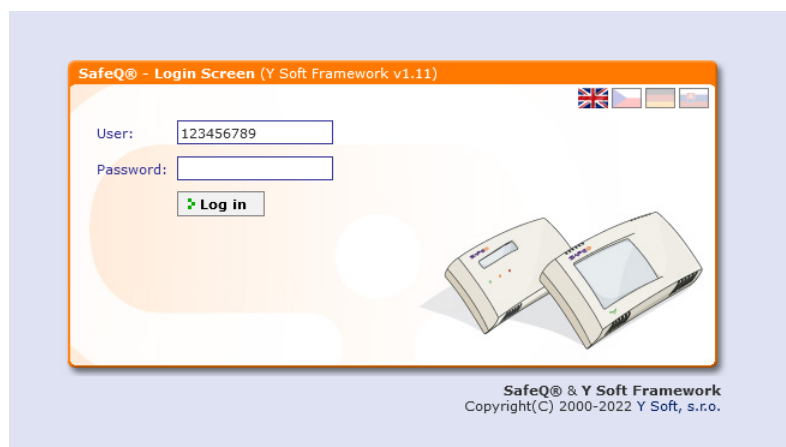 SafeQ® - Login Screen (Y Soft Framework v1.11)
User: 123456789
Password:
Log in
SafeQ® & Y Soft Framework
Copyright(C) 2000-2022 Y Soft, s.r.o.